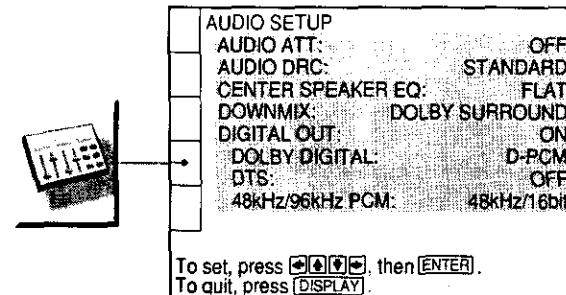 AUDIO SETUP
AUDIO ATT: OFF
AUDIO DRC: STANDARD
CENTER SPEAKER EQ: FLAT
DOWNMIX: DOLBY SURROUND
DIGITAL OUT: ON
DOLBY DIGITAL: D-PCM
DTS: OFF
48kHz/96kHz PCM: 48kHz/16bit
To set, press ←↑↓→, then ENTER.
To quit, press DISPLAY.